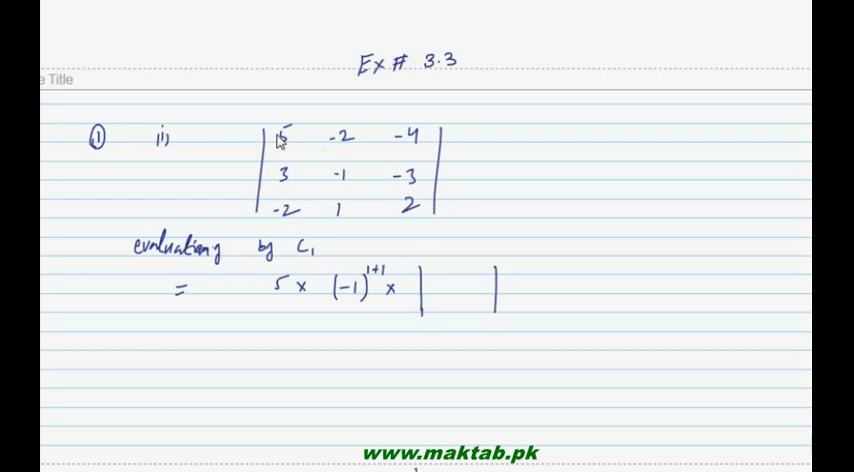 Ex # 3.3
e Title
① ii) | 5 -2 -4 |
| 3 -1 -3 |
| -2 1 2 |
evaluating by C₁
= 5 × (-1)¹⁺¹ × | |
www.maktab.pk
1